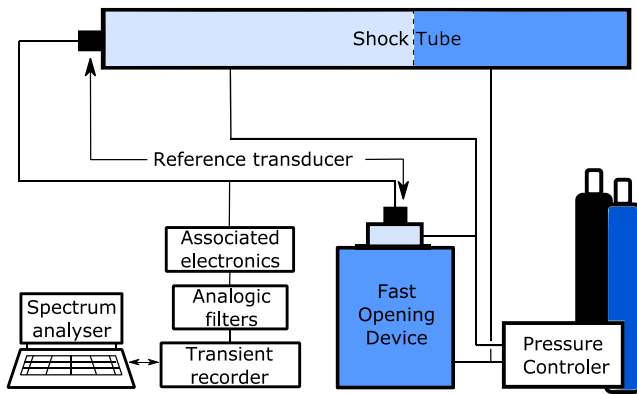 Shock Tube
Reference transducer
Associated
electronics
Analogic
filters
Transient
recorder
Spectrum
analyser
Fast
Opening
Device
Pressure
Controler